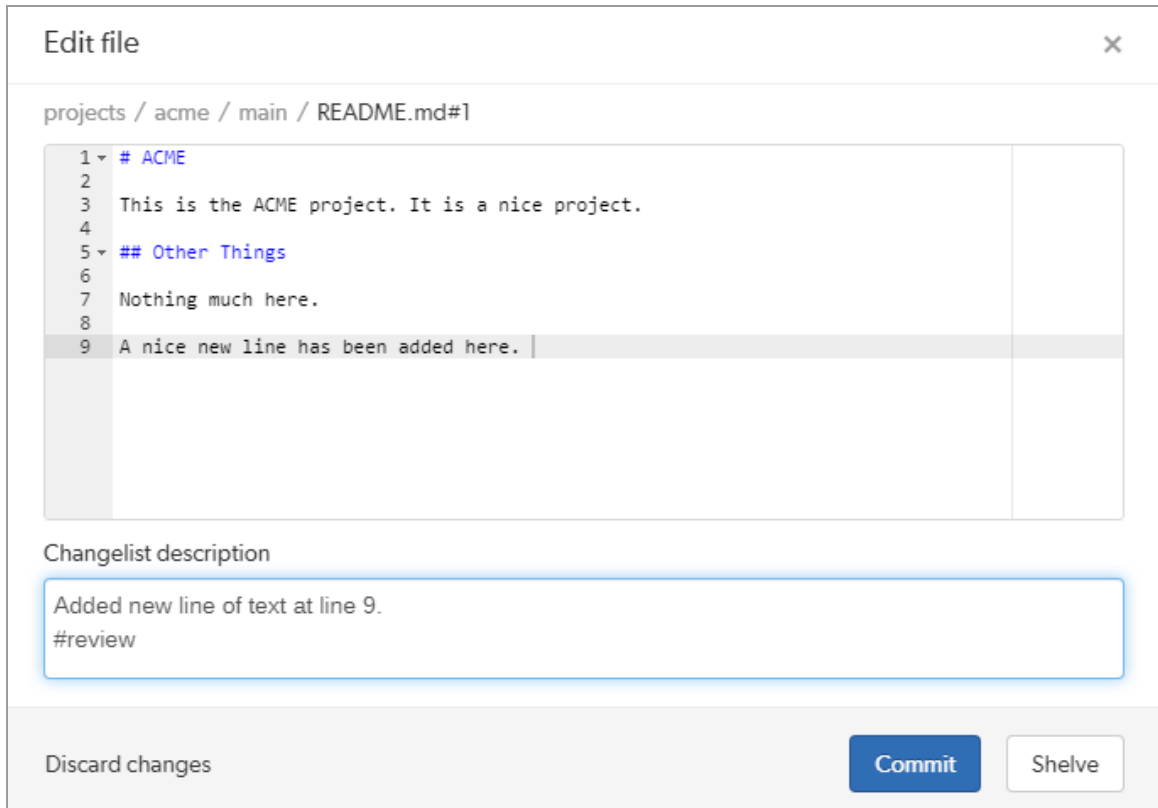 Edit file ×
projects / acme / main / README.md#1
1 # ACME
2
3 This is the ACME project. It is a nice project.
4
5 ## Other Things
6
7 Nothing much here.
8
9 A nice new line has been added here.
Changelist description
Added new line of text at line 9.
#review
Discard changes Commit Shelve